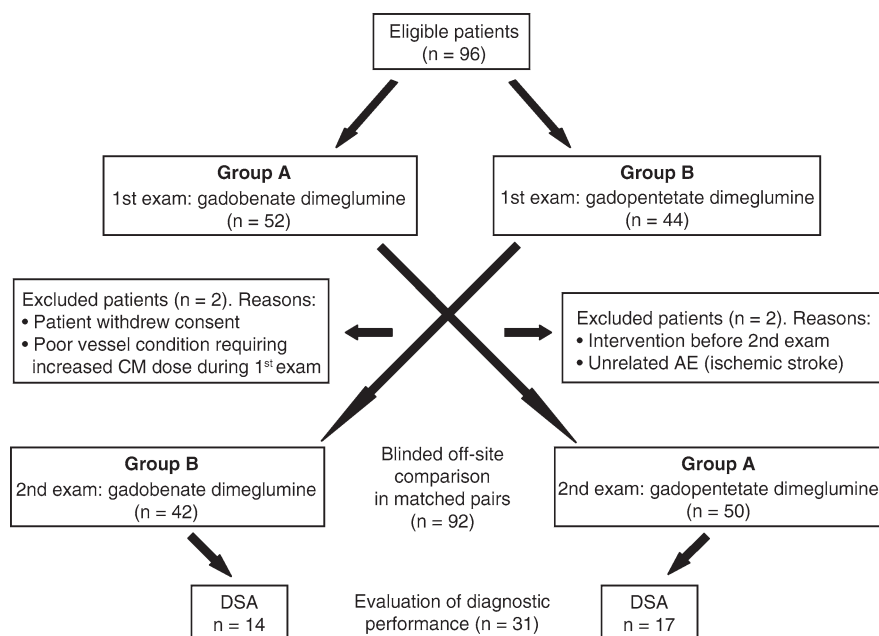 Eligible patients
(n = 96)
Group A
1st exam: gadobenate dimeglumine
(n = 52)
Group B
1st exam: gadopentetate dimeglumine
(n = 44)
Excluded patients (n = 2). Reasons:
• Patient withdrew consent
• Poor vessel condition requiring
increased CM dose during 1st exam
Excluded patients (n = 2). Reasons:
• Intervention before 2nd exam
• Unrelated AE (ischemic stroke)
Group B
2nd exam: gadobenate dimeglumine
(n = 42)
Blinded off-site
comparison
in matched pairs
(n = 92)
Group A
2nd exam: gadopentetate dimeglumine
(n = 50)
DSA
n = 14
Evaluation of diagnostic
performance (n = 31)
DSA
n = 17